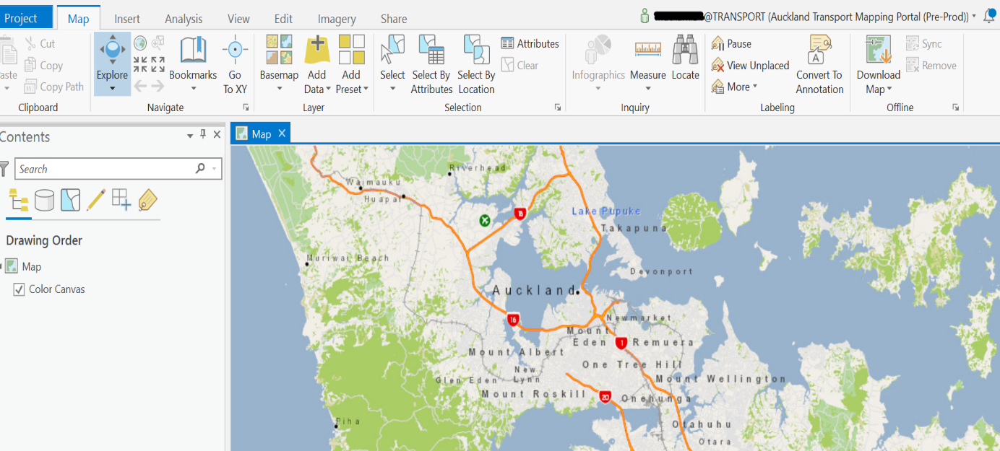 Project Map Insert Analysis View Edit Imagery Share @TRANSPORT (Auckland Transport Mapping Portal (Pre-Prod))
Cut
Copy
Copy Path
Clipboard
Explore
Bookmarks
Go
To XY
Navigate
Basemap
Add
Data
Add
Preset
Layer
Select
Select By
Attributes
Select By
Location
Attributes
Clear
Selection
Infographics
Measure
Locate
Inquiry
Pause
View Unplaced
More
Convert To
Annotation
A
Labeling
Download
Map
Sync
Remove
Offline
Contents
Search
Drawing Order
Map
Color Canvas
Map
Riverhead
Waimauku
Huapai
18
Lake Pupuke
Takapuna
Muriwai Beach
Devonport
Auckland
16
Newmarket
Mount
Eden
1
Remuera
Mount Albert
One Tree Hill
New
Lynn
Glen Eden
Mount Wellington
Mount Roskill
20
Onehunga
Piha
Otahuhu
Otara